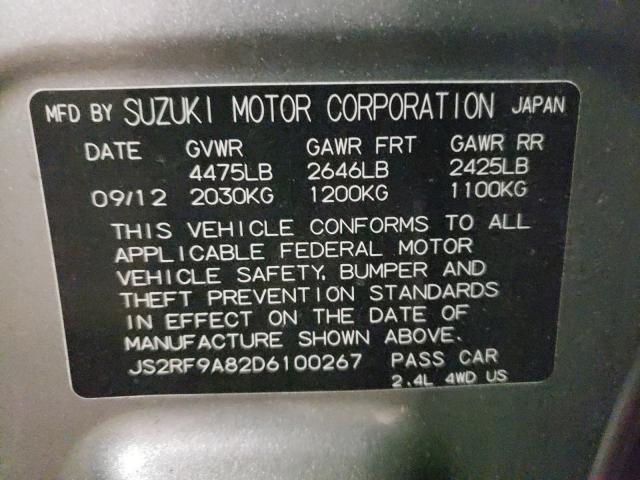 MFD BY SUZUKI MOTOR CORPORATION JAPAN
DATE GVWR GAWR FRT GAWR RR
4475LB 2646LB 2425LB
09/12 2030KG 1200KG 1100KG
THIS VEHICLE CONFORMS TO ALL
APPLICABLE FEDERAL MOTOR
VEHICLE SAFETY, BUMPER AND
THEFT PREVENTION STANDARDS
IN EFFECT ON THE DATE OF
MANUFACTURE SHOWN ABOVE.
JS2RF9A82D6100267 PASS CAR
2.4L 4WD US